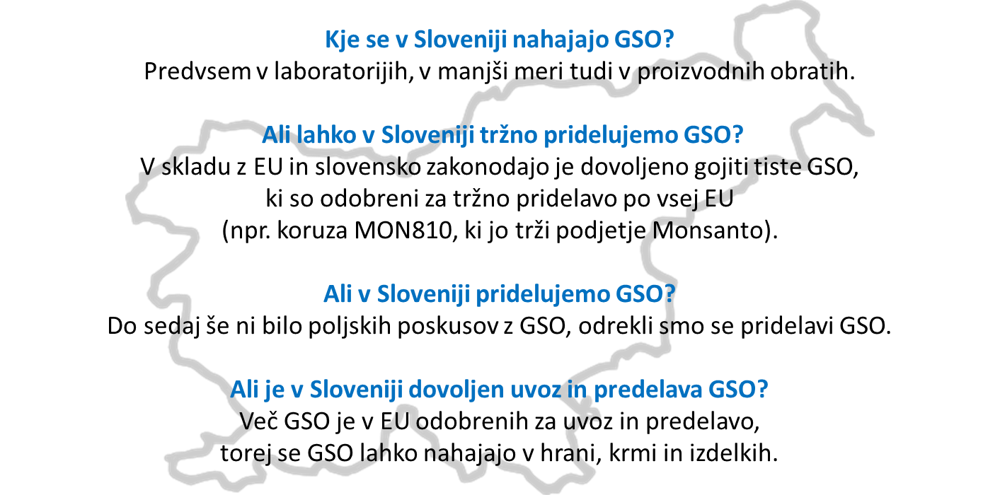 Kje se v Sloveniji nahajajo GSO?
Predvsem v laboratorijih, v manjši meri tudi v proizvodnih obratih.
Ali lahko v Sloveniji tržno pridelujemo GSO?
V skladu z EU in slovensko zakonodajo je dovoljeno gojiti tiste GSO,
ki so odobreni za tržno pridelavo po vsej EU
(npr. koruza MON810, ki jo trži podjetje Monsanto).
Ali v Sloveniji pridelujemo GSO?
Do sedaj še ni bilo poljskih poskusov z GSO, odrekli smo se pridelavi GSO.
Ali je v Sloveniji dovoljen uvoz in predelava GSO?
Več GSO je v EU odobrenih za uvoz in predelavo,
torej se GSO lahko nahajajo v hrani, krmi in izdelkih.